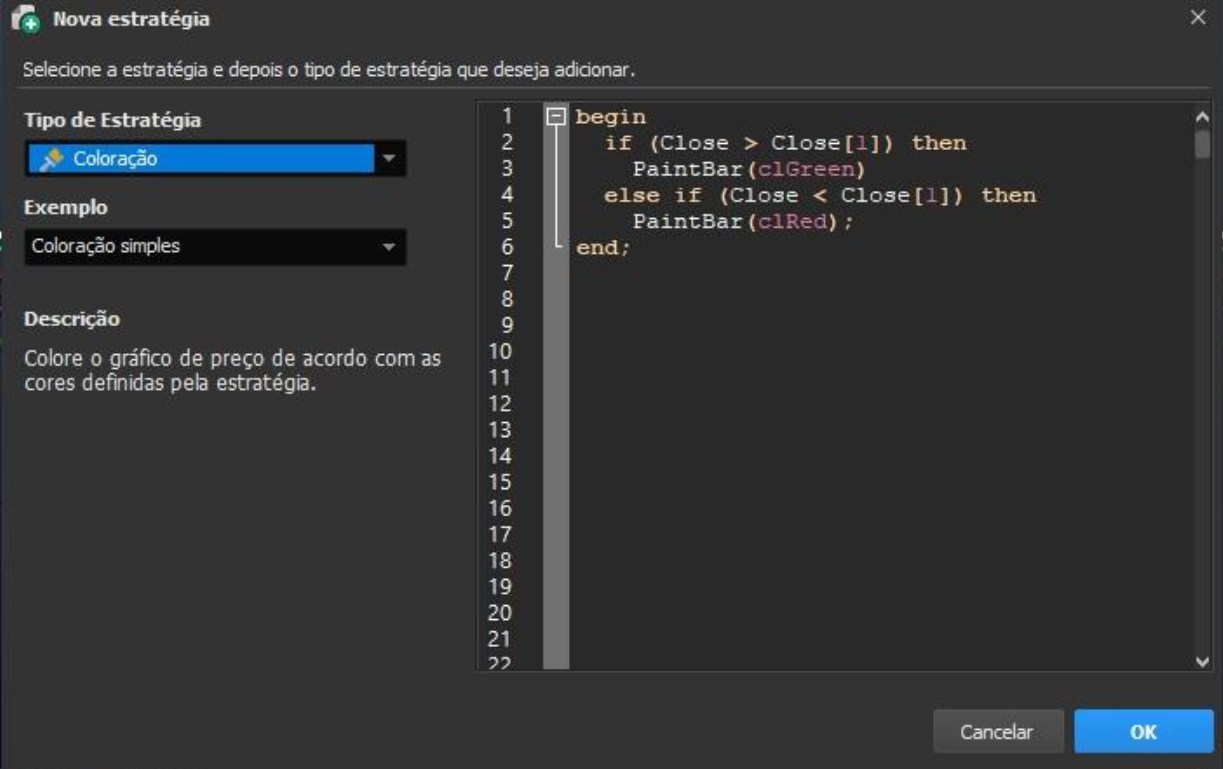 Nova estratégia
Selecione a estratégia e depois o tipo de estratégia que deseja adicionar.
Tipo de Estratégia
Coloração
Exemplo
Coloração simples
Descrição
Colore o gráfico de preço de acordo com as
cores definidas pela estratégia.
1 begin
2 if (Close > Close[1]) then
3 PaintBar(clGreen)
4 else if (Close < Close[1]) then
5 PaintBar(clRed);
6 end;
7
8
9
10
11
12
13
14
15
16
17
18
19
20
21
22
Cancelar OK